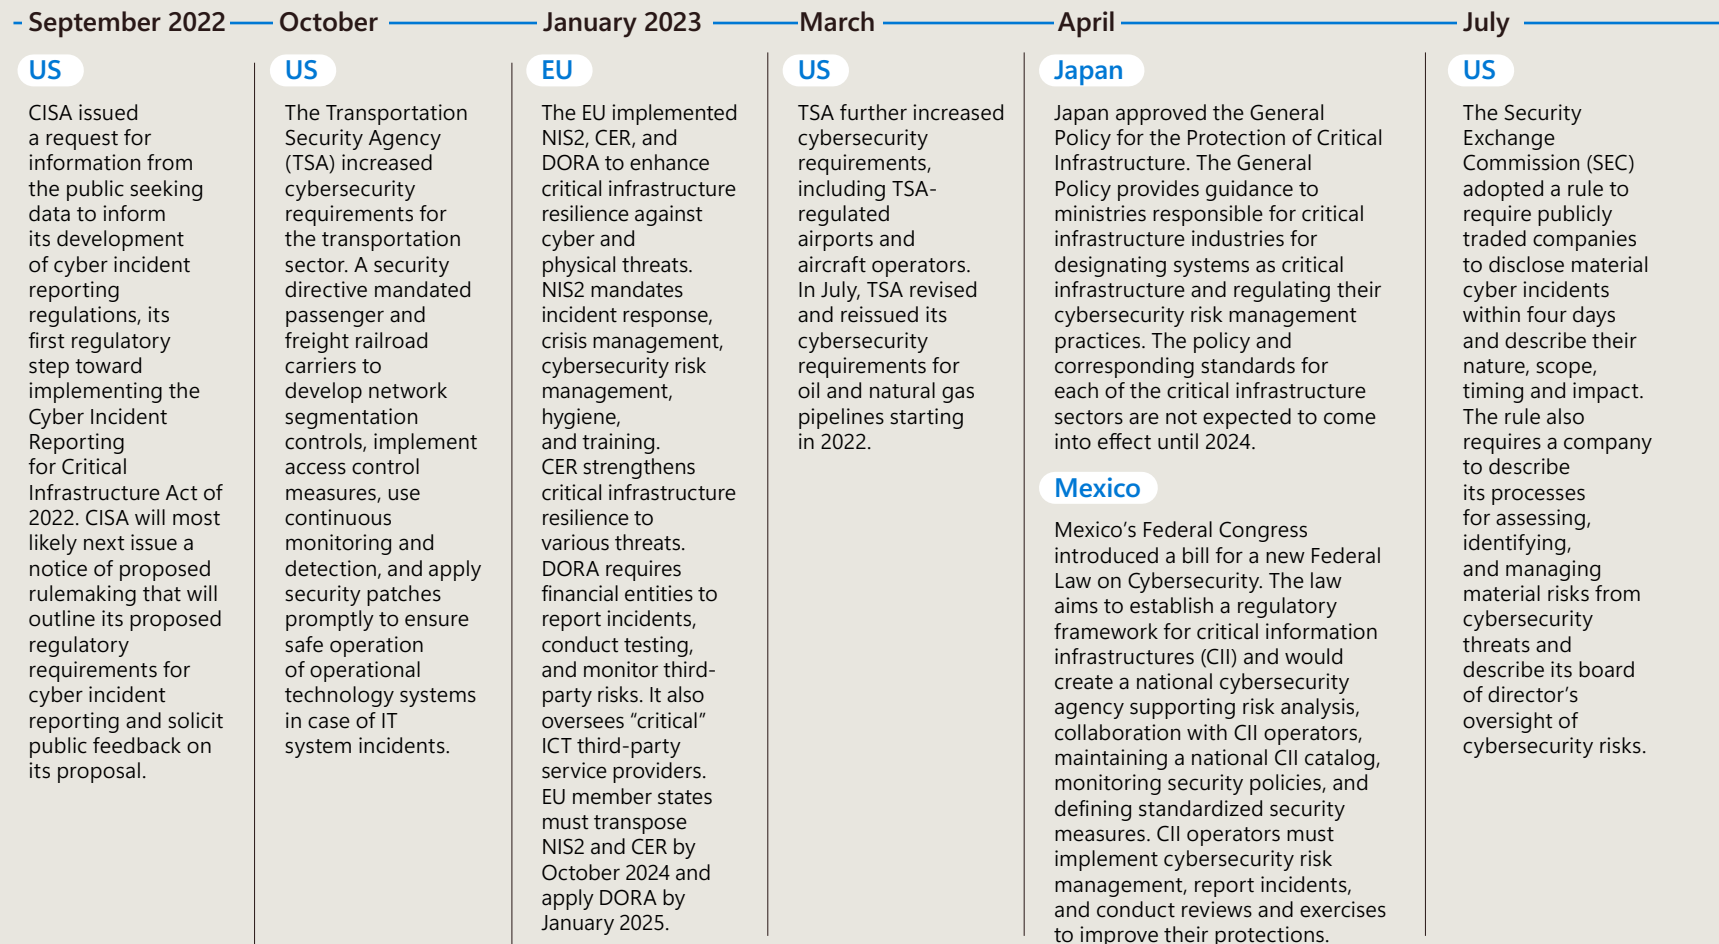 September 2022
US
CISA issued
a request for
information from
the public seeking
data to inform
its development
of cyber incident
reporting
regulations, its
first regulatory
step toward
implementing the
Cyber Incident
Reporting
for Critical
Infrastructure Act of
2022. CISA will most
likely next issue a
notice of proposed
rulemaking that will
outline its proposed
regulatory
requirements for
cyber incident
reporting and solicit
public feedback on
its proposal.
October
US
The Transportation
Security Agency
(TSA) increased
cybersecurity
requirements for
the transportation
sector. A security
directive mandated
passenger and
freight railroad
carriers to
develop network
segmentation
controls, implement
access control
measures, use
continuous
monitoring and
detection, and apply
security patches
promptly to ensure
safe operation
of operational
technology systems
in case of IT
system incidents.
January 2023
EU
The EU implemented
NIS2, CER, and
DORA to enhance
critical infrastructure
resilience against
cyber and
physical threats.
NIS2 mandates
incident response,
crisis management,
cybersecurity risk
management,
hygiene,
and training.
CER strengthens
critical infrastructure
resilience to
various threats.
DORA requires
financial entities to
report incidents,
conduct testing,
and monitor third-
party risks. It also
oversees “critical”
ICT third-party
service providers.
EU member states
must transpose
NIS2 and CER by
October 2024 and
apply DORA by
January 2025.
March
US
TSA further increased
cybersecurity
requirements,
including TSA-
regulated
airports and
aircraft operators.
In July, TSA revised
and reissued its
cybersecurity
requirements for
oil and natural gas
pipelines starting
in 2022.
April
Japan
Japan approved the General
Policy for the Protection of Critical
Infrastructure. The General
Policy provides guidance to
ministries responsible for critical
infrastructure industries for
designating systems as critical
infrastructure and regulating their
cybersecurity risk management
practices. The policy and
corresponding standards for
each of the critical infrastructure
sectors are not expected to come
into effect until 2024.
Mexico
Mexico’s Federal Congress
introduced a bill for a new Federal
Law on Cybersecurity. The law
aims to establish a regulatory
framework for critical information
infrastructures (CII) and would
create a national cybersecurity
agency supporting risk analysis,
collaboration with CII operators,
maintaining a national CII catalog,
monitoring security policies, and
defining standardized security
measures. CII operators must
implement cybersecurity risk
management, report incidents,
and conduct reviews and exercises
to improve their protections.
July
US
The Security
Exchange
Commission (SEC)
adopted a rule to
require publicly
traded companies
to disclose material
cyber incidents
within four days
and describe their
nature, scope,
timing and impact.
The rule also
requires a company
to describe
its processes
for assessing,
identifying,
and managing
material risks from
cybersecurity
threats and
describe its board
of director’s
oversight of
cybersecurity risks.